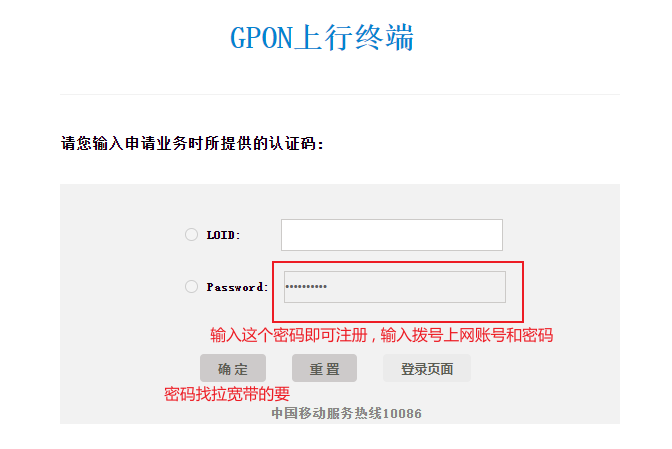 GPON上行终端
请您输入申请业务时所提供的认证码：
LOID:
Password: ••••••••••
输入这个密码即可注册，输入拨号上网账号和密码
确 定 重 置 登录页面
密码找拉宽带的要
中国移动服务热线10086